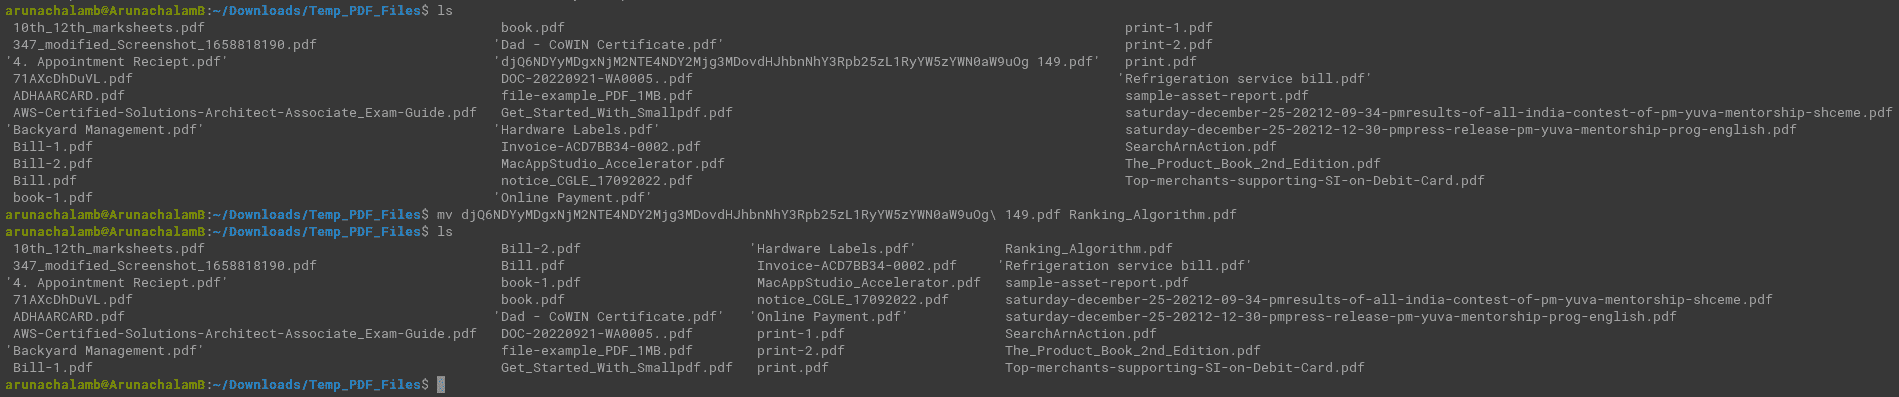 arunachalamb@ArunachalamB:~/Downloads/Temp_PDF_Files$ ls
 10th_12th_marksheets.pdf                                   book.pdf                                                                      print-1.pdf
 347_modified_Screenshot_1658818190.pdf                    'Dad - CoWIN Certificate.pdf'                                                  print-2.pdf
'4. Appointment Reciept.pdf'                               'djQ6NDYyMDgxNjM2NTE4NDY2Mjg3MDovdHJhbnNhY3Rpb25zL1RyYW5zYWN0aW9uOg 149.pdf'   print.pdf
 71AXcDhDuVL.pdf                                            DOC-20220921-WA0005..pdf                                                     'Refrigeration service bill.pdf'
 ADHAARCARD.pdf                                             file-example_PDF_1MB.pdf                                                      sample-asset-report.pdf
 AWS-Certified-Solutions-Architect-Associate_Exam-Guide.pdf   Get_Started_With_Smallpdf.pdf                                                 saturday-december-25-20212-09-34-pmresults-of-all-india-contest-of-pm-yuva-mentorship-shceme.pdf
'Backyard Management.pdf'                                  'Hardware Labels.pdf'                                                          saturday-december-25-20212-12-30-pmpress-release-pm-yuva-mentorship-prog-english.pdf
 Bill-1.pdf                                                 Invoice-ACD7BB34-0002.pdf                                                     SearchArnAction.pdf
 Bill-2.pdf                                                 MacAppStudio_Accelerator.pdf                                                  The_Product_Book_2nd_Edition.pdf
 Bill.pdf                                                   notice_CGLE_17092022.pdf                                                      Top-merchants-supporting-SI-on-Debit-Card.pdf
 book-1.pdf                                                'Online Payment.pdf'
arunachalamb@ArunachalamB:~/Downloads/Temp_PDF_Files$ mv djQ6NDYyMDgxNjM2NTE4NDY2Mjg3MDovdHJhbnNhY3Rpb25zL1RyYW5zYWN0aW9uOg\ 149.pdf Ranking_Algorithm.pdf
arunachalamb@ArunachalamB:~/Downloads/Temp_PDF_Files$ ls
 10th_12th_marksheets.pdf                                   Bill-2.pdf                     'Hardware Labels.pdf'            Ranking_Algorithm.pdf
 347_modified_Screenshot_1658818190.pdf                     Bill.pdf                        Invoice-ACD7BB34-0002.pdf      'Refrigeration service bill.pdf'
'4. Appointment Reciept.pdf'                                book-1.pdf                      MacAppStudio_Accelerator.pdf    sample-asset-report.pdf
 71AXcDhDuVL.pdf                                            book.pdf                        notice_CGLE_17092022.pdf        saturday-december-25-20212-09-34-pmresults-of-all-india-contest-of-pm-yuva-mentorship-shceme.pdf
 ADHAARCARD.pdf                                            'Dad - CoWIN Certificate.pdf'   'Online Payment.pdf'             saturday-december-25-20212-12-30-pmpress-release-pm-yuva-mentorship-prog-english.pdf
 AWS-Certified-Solutions-Architect-Associate_Exam-Guide.pdf   DOC-20220921-WA0005..pdf        print-1.pdf                     SearchArnAction.pdf
'Backyard Management.pdf'                                   file-example_PDF_1MB.pdf        print-2.pdf                     The_Product_Book_2nd_Edition.pdf
 Bill-1.pdf                                                 Get_Started_With_Smallpdf.pdf   print.pdf                       Top-merchants-supporting-SI-on-Debit-Card.pdf
arunachalamb@ArunachalamB:~/Downloads/Temp_PDF_Files$